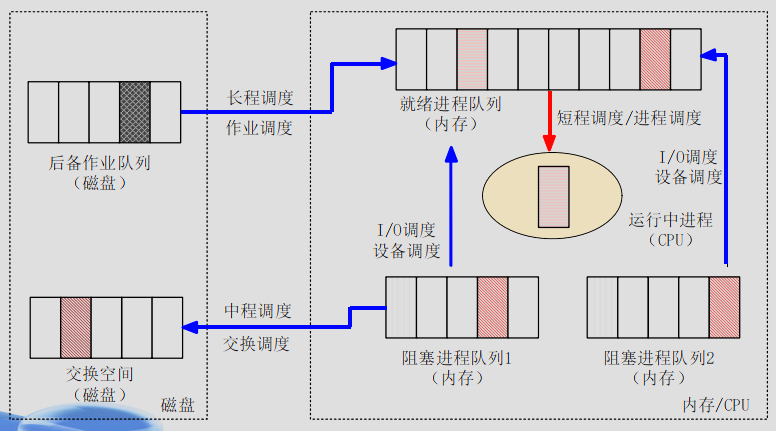 长程调度
作业调度
后备作业队列
（磁盘）
就绪进程队列
（内存）
短程调度/进程调度
I/O调度
设备调度
运行中进程
（CPU）
I/O调度
设备调度
中程调度
交换调度
交换空间
（磁盘）
磁盘
阻塞进程队列1
（内存）
阻塞进程队列2
（内存）
内存/CPU